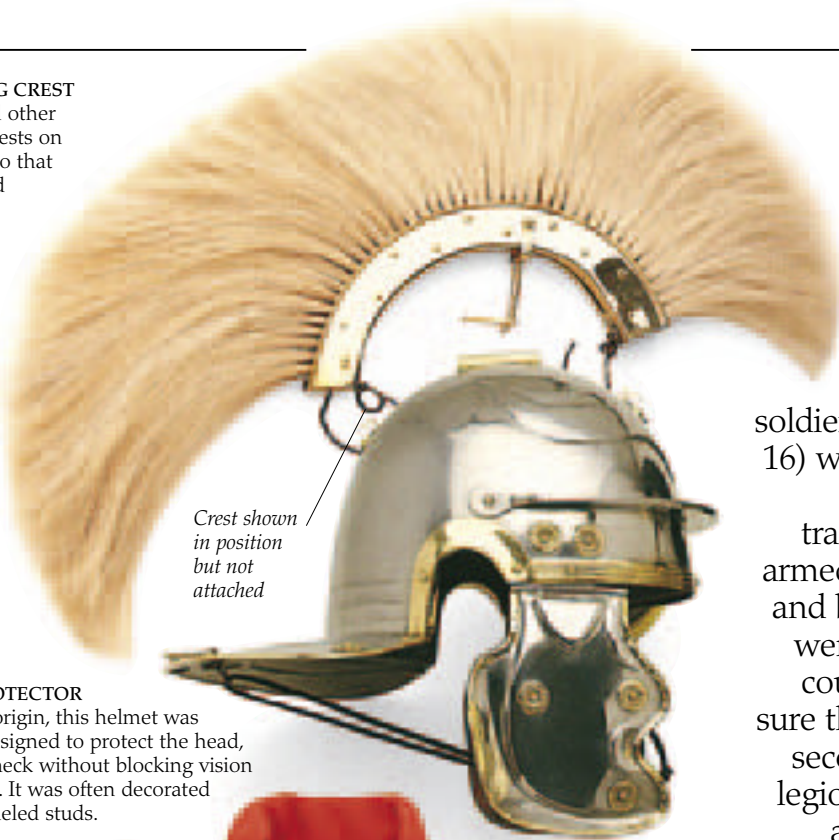 G CREST
other
ests on
o that
d
Crest shown
in position
but not
attached
OTECTOR
origin, this helmet was
signed to protect the head,
neck without blocking vision
. It was often decorated
eled studs.
soldier
16) w
tra
armed
and
wer
cou
sure th
seco
legio